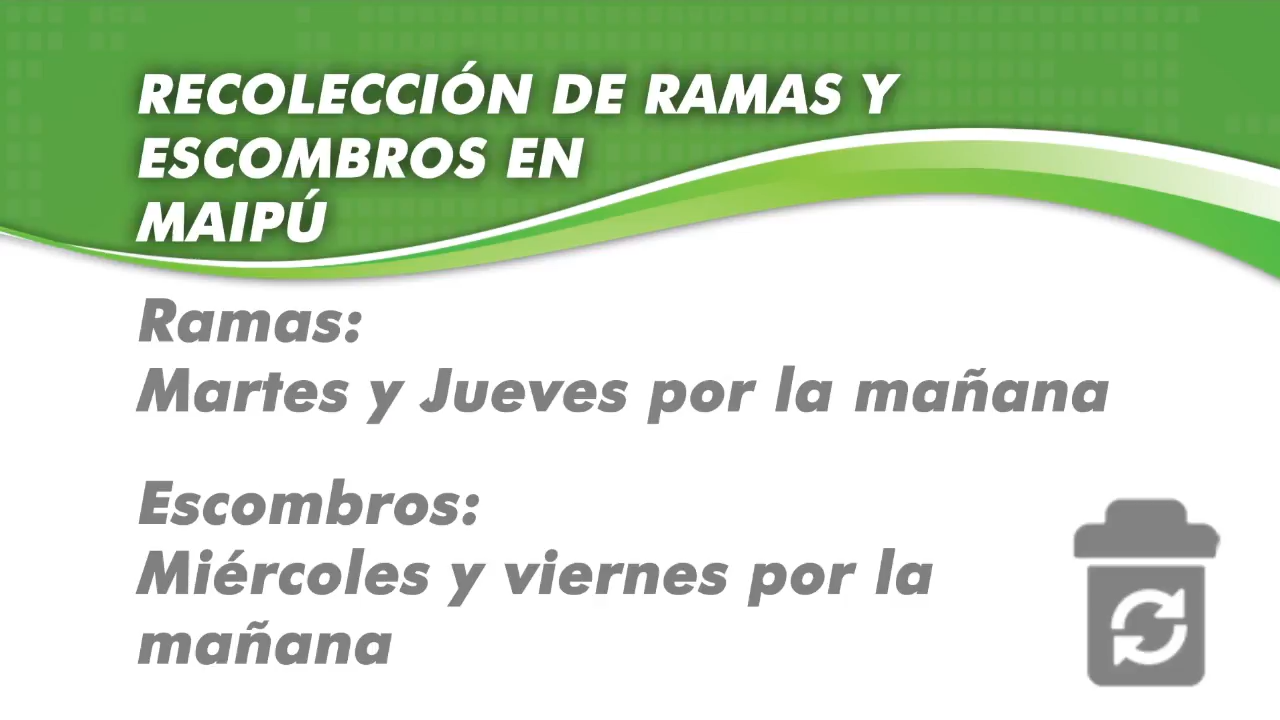 RECOLECCIÓN DE RAMAS Y
ESCOMBROS EN
MAIPÚ
Ramas:
Martes y Jueves por la mañana
Escombros:
Miércoles y viernes por la
mañana